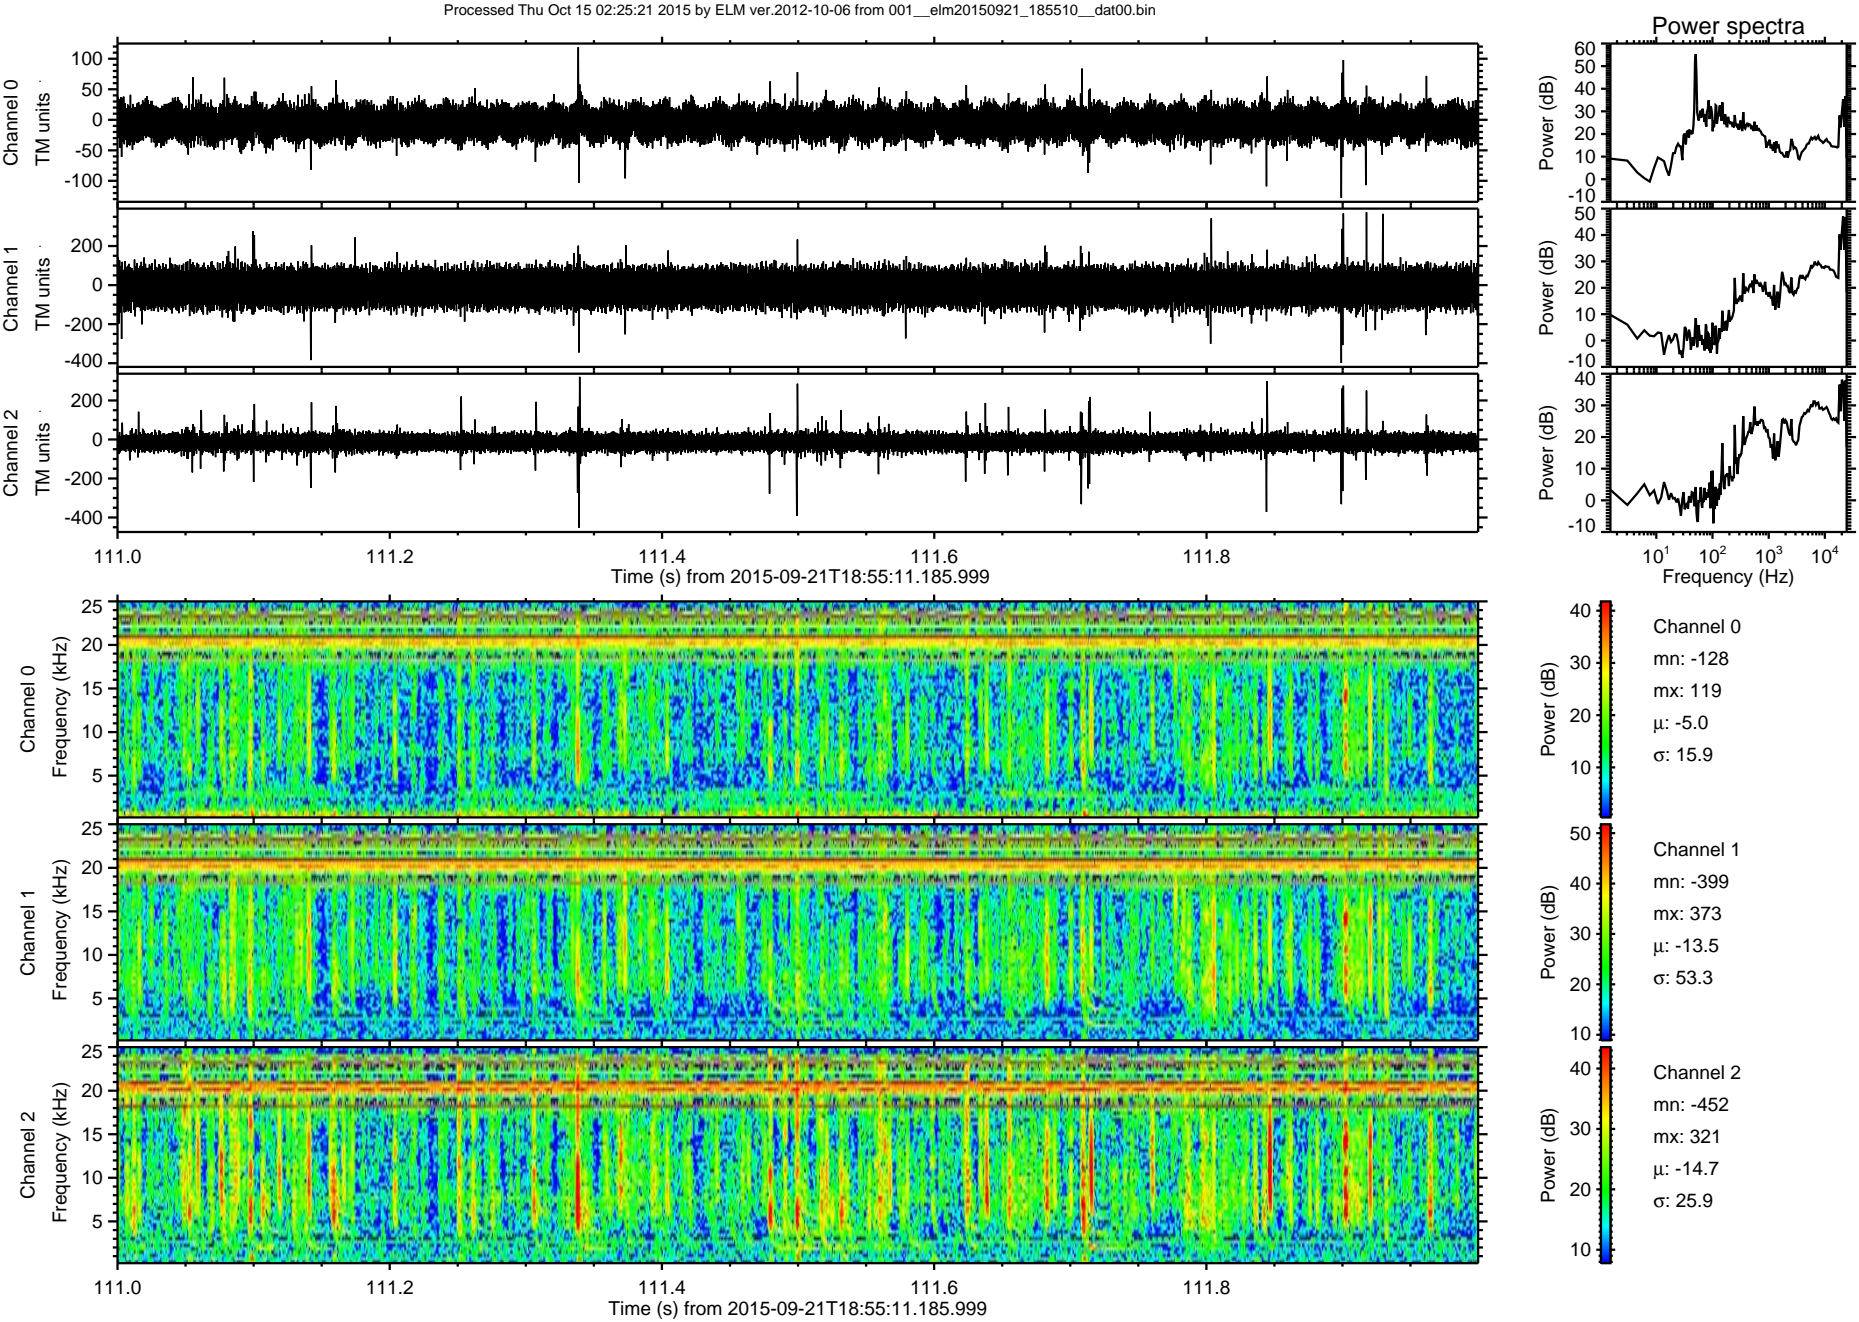 Processed Thu Oct 15 02:25:21 2015 by ELM ver.2012-10-06 from 001__elm20150921_185510__dat00.bin
Power spectra
Channel 0
TM units
100
50
0
-50
-100
Power (dB)
60
50
40
30
20
10
0
-10
Channel 1
TM units
200
0
-200
-400
Power (dB)
50
40
30
20
10
0
-10
Channel 2
TM units
200
0
-200
-400
Power (dB)
40
30
20
10
0
-10
111.0 111.2 111.4 111.6 111.8
Time (s) from 2015-09-21T18:55:11.185.999
10¹ 10² 10³ 10⁴
Frequency (Hz)
Channel 0
Frequency (kHz)
25
20
15
10
5
Power (dB)
40
30
20
10
Channel 0
mn: -128
mx: 119
µ: -5.0
σ: 15.9
Channel 1
Frequency (kHz)
25
20
15
10
5
Power (dB)
50
40
30
20
10
Channel 1
mn: -399
mx: 373
µ: -13.5
σ: 53.3
Channel 2
Frequency (kHz)
25
20
15
10
5
Power (dB)
40
30
20
10
Channel 2
mn: -452
mx: 321
µ: -14.7
σ: 25.9
111.0 111.2 111.4 111.6 111.8
Time (s) from 2015-09-21T18:55:11.185.999